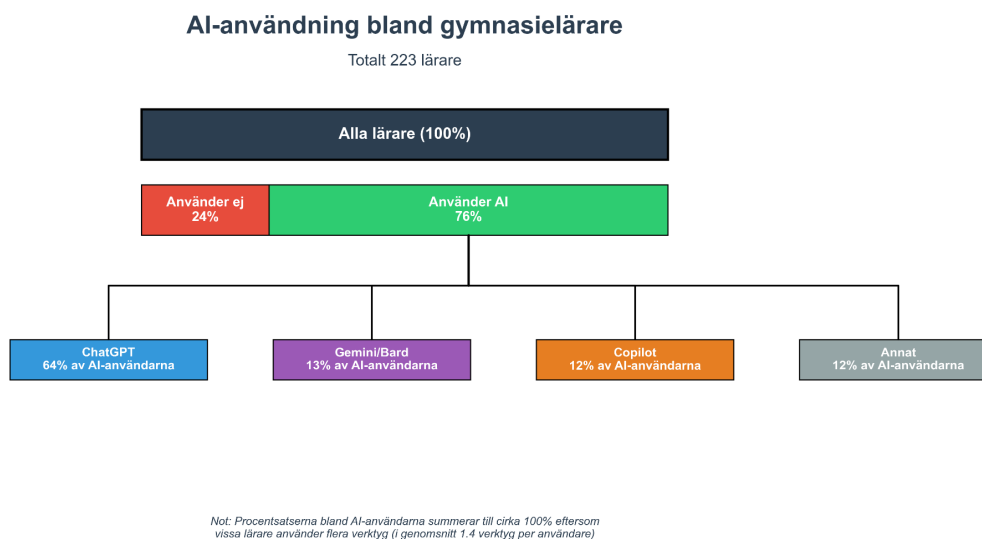 AI-användning bland gymnasielärare
Totalt 223 lärare
Alla lärare (100%)
Använder ej
24%
Använder AI
76%
ChatGPT
64% av AI-användarna
Gemini/Bard
13% av AI-användarna
Copilot
12% av AI-användarna
Annat
12% av AI-användarna
Not: Procentsatserna bland AI-användarna summerar till cirka 100% eftersom
vissa lärare använder flera verktyg (i genomsnitt 1.4 verktyg per användare)